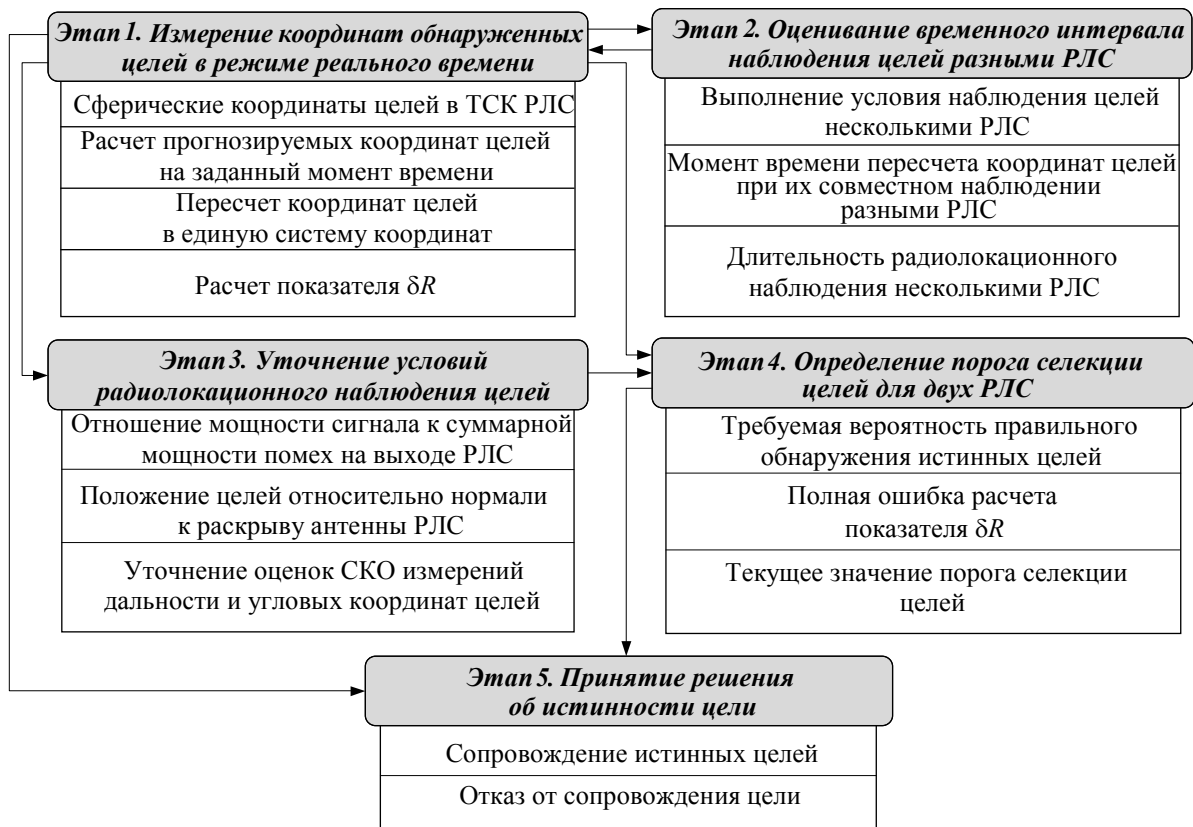 Этап 1. Измерение координат обнаруженных
целей в режиме реального времени
Сферические координаты целей в ТСК РЛС
Расчет прогнозируемых координат целей
на заданный момент времени
Пересчет координат целей
в единую систему координат
Расчет показателя δR
Этап 2. Оценивание временного интервала
наблюдения целей разными РЛС
Выполнение условия наблюдения целей
несколькими РЛС
Момент времени пересчета координат целей
при их совместном наблюдении
разными РЛС
Длительность радиолокационного
наблюдения несколькими РЛС
Этап 3. Уточнение условий
радиолокационного наблюдения целей
Отношение мощности сигнала к суммарной
мощности помех на выходе РЛС
Положение целей относительно нормали
к раскрыву антенны РЛС
Уточнение оценок СКО измерений
дальности и угловых координат целей
Этап 4. Определение порога селекции
целей для двух РЛС
Требуемая вероятность правильного
обнаружения истинных целей
Полная ошибка расчета
показателя δR
Текущее значение порога селекции
целей
Этап 5. Принятие решения
об истинности цели
Сопровождение истинных целей
Отказ от сопровождения цели